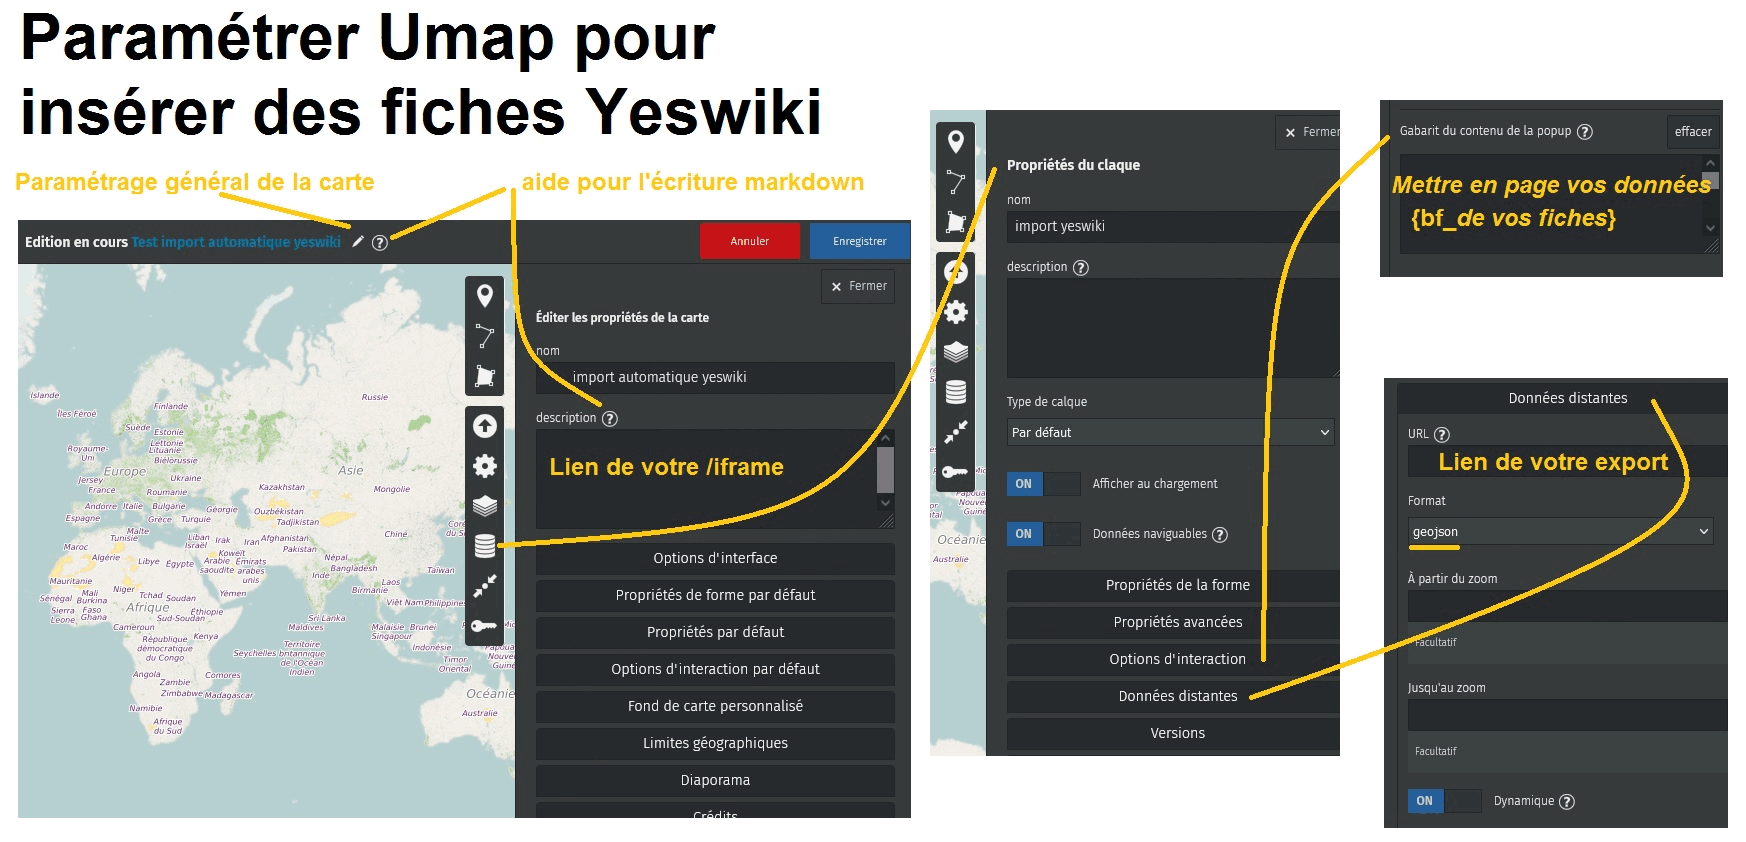 Paramétrer Umap pour
insérer des fiches Yeswiki
Paramétrage général de la carte
aide pour l'écriture markdown
Edition en cours Test import automatique yeswiki
Annuler
Enregistrer
Fermer
Éditer les propriétés de la carte
nom
import automatique yeswiki
description
Lien de votre /iframe
Options d'interface
Propriétés de forme par défaut
Propriétés par défaut
Options d'interaction par défaut
Fond de carte personnalisé
Limites géographiques
Diaporama
Crédits
Islande
Îles Féroé
Finlande
Russie
Suède
Estonie
Lettonie
Lituanie
Biélorussie
Royaume-
Uni
Jersey
France
Europe
Ukraine
Roumanie
Andorre
Italie
Bulgarie
Espagne
Grèce
Turquie
Géorgie
Asie
Kazakhstan
Mongolie
Ouzbékistan
Tadjikistan
Chine
Malte
Tunisie
Maroc
Algérie
Libye
Égypte
Liban
Israël
Irak
Iran
Afghanistan
Pakistan
Koweït
Arabie
saoudite
Émirats
arabes
unis
Népal
Bangladesh
Inde
Birmanie
Laos
Taïwan
Việt Nam
Philippines
Mauritanie
Mali
Niger
Tchad
Soudan
Yémen
Sénégal
Burkina
Faso
Sierra
Leone
Ghana
Afrique
Éthiopie
Sud-Soudan
Cameroun
Kenya
République
démocratique
du Congo
Sri Lanka
Maldives
Malaisie
Brunei
Singapour
Indonésie
Timor
Oriental
Seychelles
Territoire
britannique
de l'Océan
Indien
Angola
Zambie
Zimbabwe
Comores
Madagascar
Namibie
Afrique
du Sud
Océanie
Australie
Fermer
Propriétés du claque
nom
import yeswiki
description
Type de calque
Par défaut
ON
Afficher au chargement
ON
Données naviguables
Propriétés de la forme
Propriétés avancées
Options d'interaction
Données distantes
Versions
Océanie
Australie
Gabarit du contenu de la popup
effacer
Mettre en page vos données
{bf_de vos fiches}
Données distantes
URL
Lien de votre export
Format
geojson
À partir du zoom
Facultatif
Jusqu'au zoom
Facultatif
ON
Dynamique